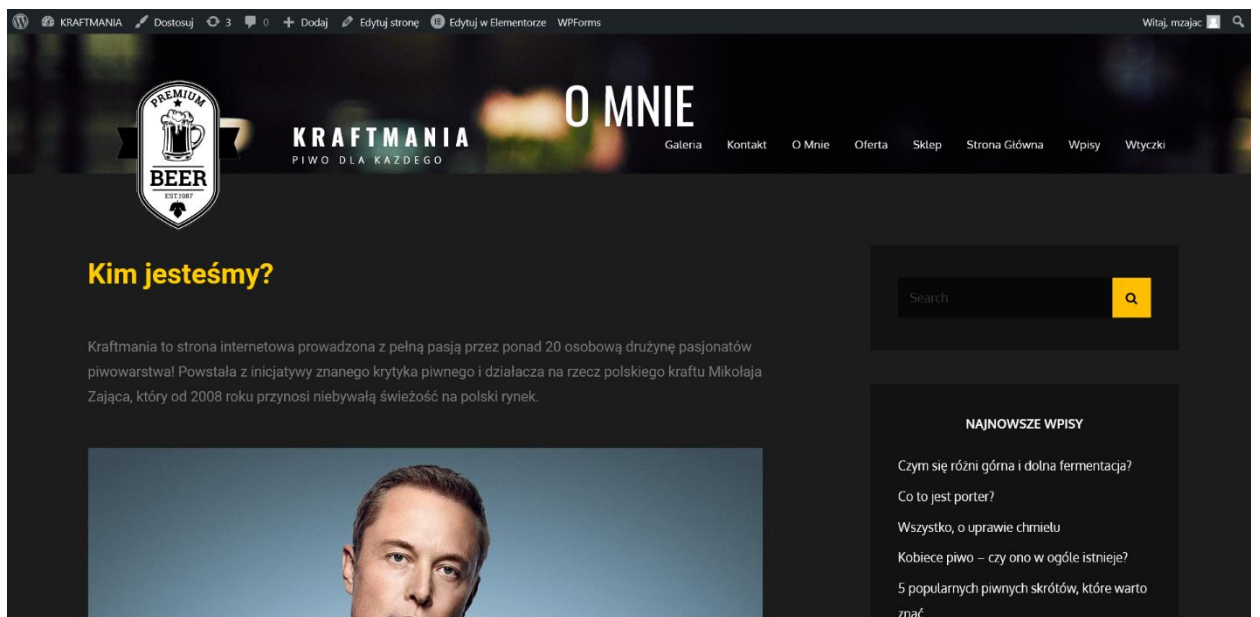 KRAFTMANIA Dostosuj 3 0 Dodaj Edytuj stronę Edytuj w Elementorze WPForms Witaj, mzajac
PREMIUM
BEER
EST.1987
KRAFTMANIA
PIWO DLA KAŻDEGO
O MNIE
Galeria Kontakt O Mnie Oferta Sklep Strona Główna Wpisy Wtyczki
Kim jesteśmy?
Kraftmania to strona internetowa prowadzona z pełną pasją przez ponad 20 osobową drużynę pasjonatów
piwowarstwa! Powstała z inicjatywy znanego krytyka piwnego i działacza na rzecz polskiego kraftu Mikołaja
Zająca, który od 2008 roku przynosi niebywałą świeżość na polski rynek.
Search
NAJNOWSZE WPISY
Czym się różni górna i dolna fermentacja?
Co to jest porter?
Wszystko, o uprawie chmielu
Kobiece piwo – czy ono w ogóle istnieje?
5 popularnych piwnych skrótów, które warto
znać